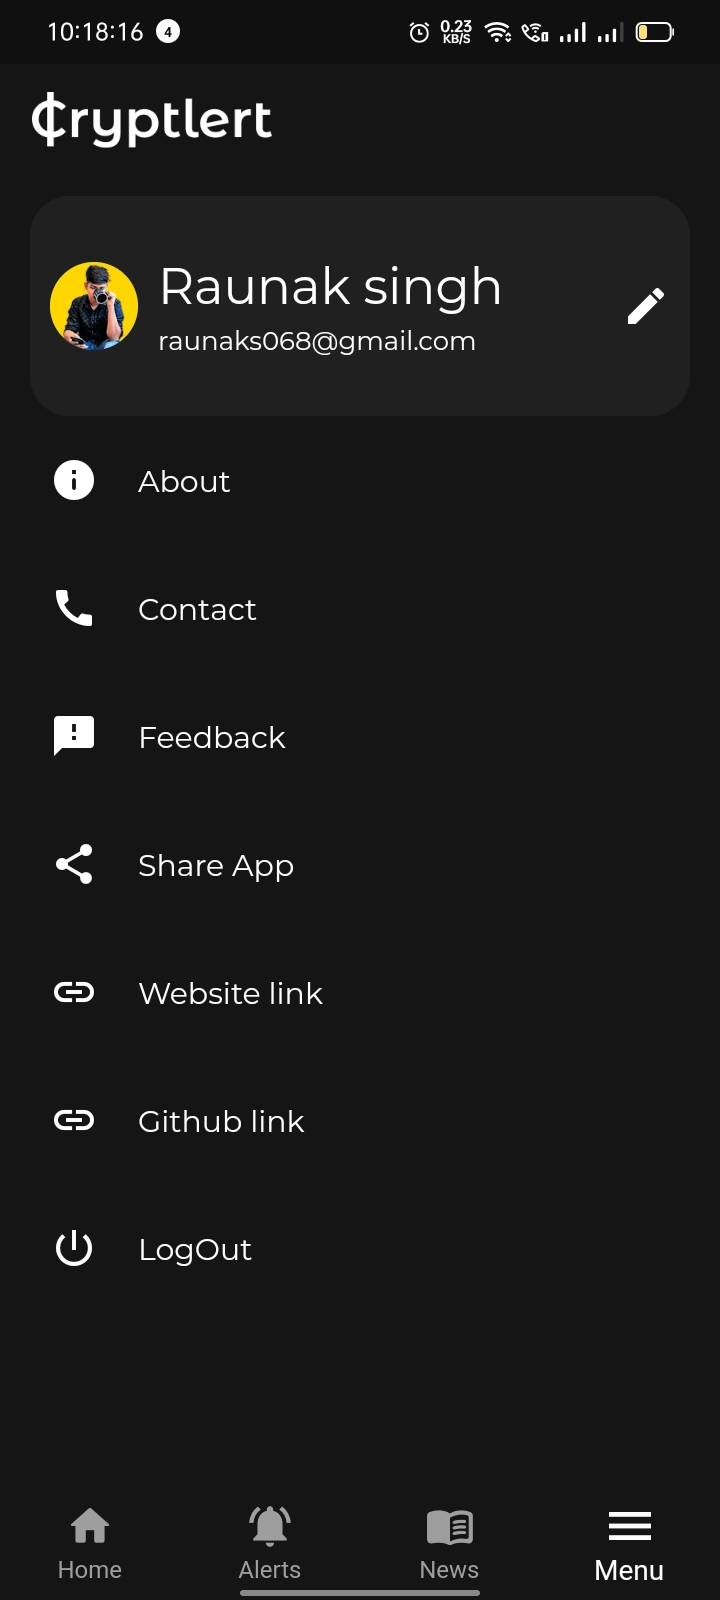 10:18:16 4 0.23 KB/S
₵ryptlert
Raunak singh
raunaks068@gmail.com
About
Contact
Feedback
Share App
Website link
Github link
LogOut
Home Alerts News Menu